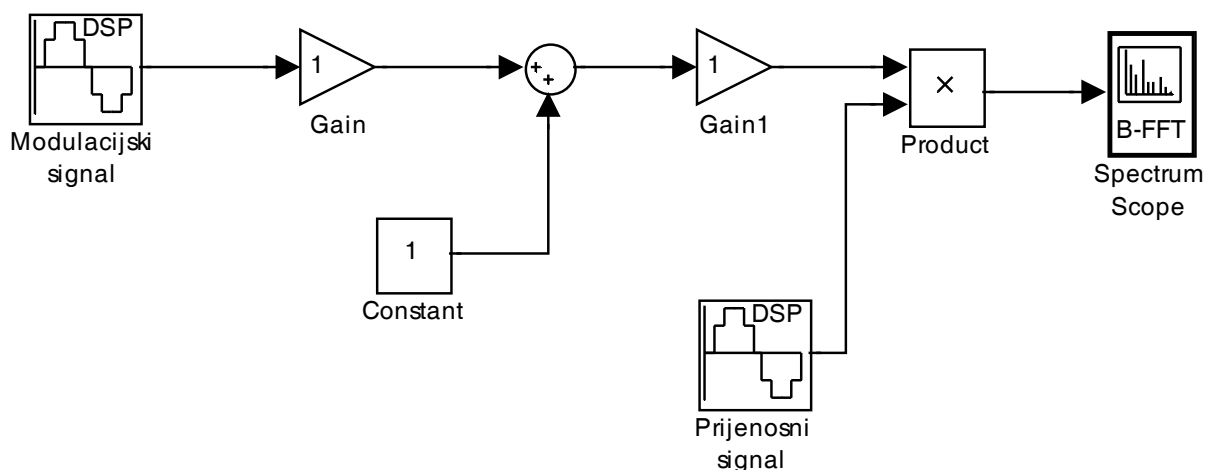 DSP
Modulacijski
signal
1
Gain
1
Constant
1
Gain1
×
Product
DSP
Prijenosni
signal
B-FFT
Spectrum
Scope